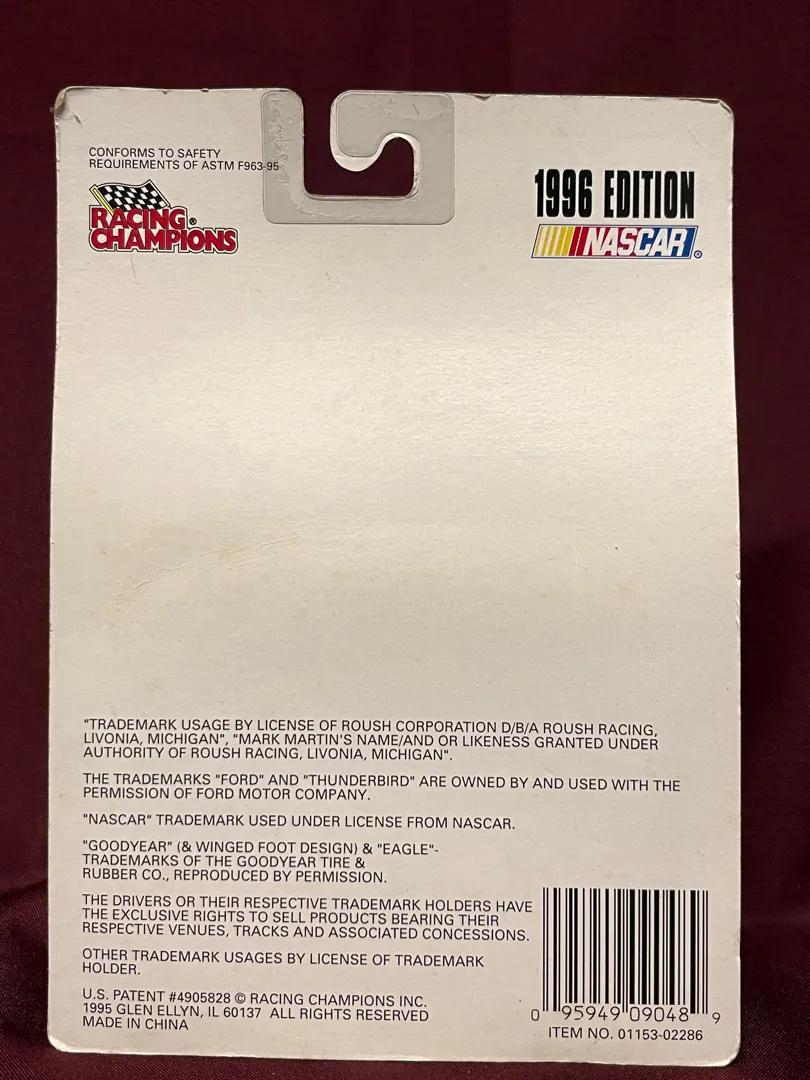 CONFORMS TO SAFETY
REQUIREMENTS OF ASTM F963-95
RACING®
CHAMPIONS
1996 EDITION
NASCAR®
"TRADEMARK USAGE BY LICENSE OF ROUSH CORPORATION D/B/A ROUSH RACING,
LIVONIA, MICHIGAN", "MARK MARTIN'S NAME/AND OR LIKENESS GRANTED UNDER
AUTHORITY OF ROUSH RACING, LIVONIA, MICHIGAN".
THE TRADEMARKS "FORD" AND "THUNDERBIRD" ARE OWNED BY AND USED WITH THE
PERMISSION OF FORD MOTOR COMPANY.
"NASCAR" TRADEMARK USED UNDER LICENSE FROM NASCAR.
"GOODYEAR" (& WINGED FOOT DESIGN) & "EAGLE"-
TRADEMARKS OF THE GOODYEAR TIRE &
RUBBER CO., REPRODUCED BY PERMISSION.
THE DRIVERS OR THEIR RESPECTIVE TRADEMARK HOLDERS HAVE
THE EXCLUSIVE RIGHTS TO SELL PRODUCTS BEARING THEIR
RESPECTIVE VENUES, TRACKS AND ASSOCIATED CONCESSIONS.
OTHER TRADEMARK USAGES BY LICENSE OF TRADEMARK
HOLDER.
U.S. PATENT #4905828 © RACING CHAMPIONS INC.
1995 GLEN ELLYN, IL 60137 ALL RIGHTS RESERVED
MADE IN CHINA
0 95949 09048 9
ITEM NO. 01153-02286